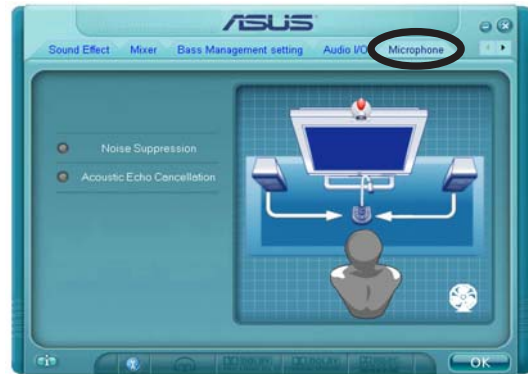 ASUS
Sound Effect Mixer Bass Management setting Audio I/O Microphone
Noise Suppression
Acoustic Echo Cancellation
OK